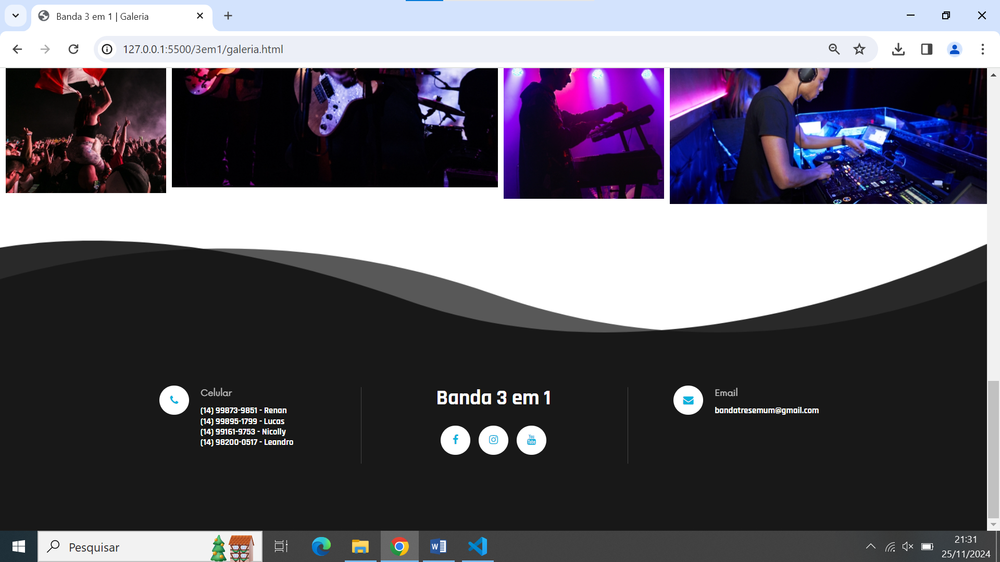 Banda 3 em 1 | Galeria
127.0.0.1:5500/3em1/galeria.html
Celular
(14) 99873-9851 - Renan
(14) 99895-1799 - Lucas
(14) 99161-9753 - Nicolly
(14) 98200-0517 - Leandro
Banda 3 em 1
You
Tube
Email
bandatresemum@gmail.com
Pesquisar
W
21:31
25/11/2024